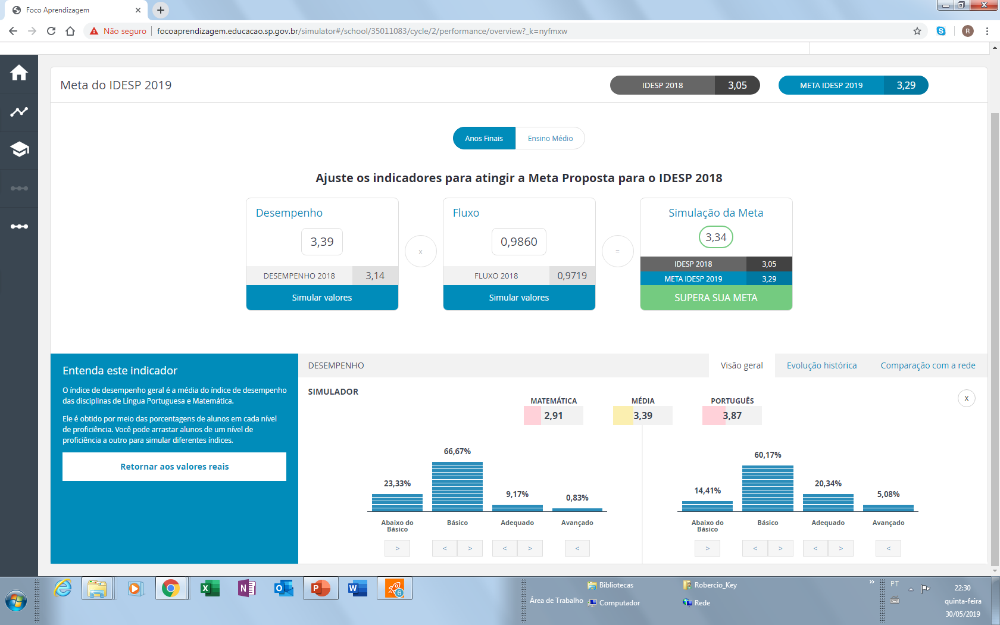 Foco Aprendizagem
Não seguro
focoaprendizagem.educacao.sp.gov.br/simulator#/school/35011083/cycle/2/performance/overview?_k=nyfmxw
R
Meta do IDESP 2019
IDESP 2018 3,05
META IDESP 2019 3,29
Anos Finais
Ensino Médio
Ajuste os indicadores para atingir a Meta Proposta para o IDESP 2018
Desempenho
3,39
DESEMPENHO 2018 3,14
Simular valores
x
Fluxo
0,9860
FLUXO 2018 0,9719
Simular valores
=
Simulação da Meta
3,34
IDESP 2018 3,05
META IDESP 2019 3,29
SUPERA SUA META
Entenda este indicador
O índice de desempenho geral é a média do índice de desempenho
das disciplinas de Língua Portuguesa e Matemática.
Ele é obtido por meio das porcentagens de alunos em cada nível
de proficiência. Você pode arrastar alunos de um nível de
proficiência a outro para simular diferentes índices.
Retornar aos valores reais
DESEMPENHO
Visão geral
Evolução histórica
Comparação com a rede
SIMULADOR
X
MATEMÁTICA MÉDIA PORTUGUÊS
2,91 3,39 3,87
23,33% 66,67% 9,17% 0,83%
Abaixo do
Básico
Básico
Adequado
Avançado
> < > < > <
14,41% 60,17% 20,34% 5,08%
Abaixo do
Básico
Básico
Adequado
Avançado
> < > < > <
6
Área de Trabalho
»
Bibliotecas
Computador
Robercio_Key
Rede
PT
22:30
quinta-feira
30/05/2019